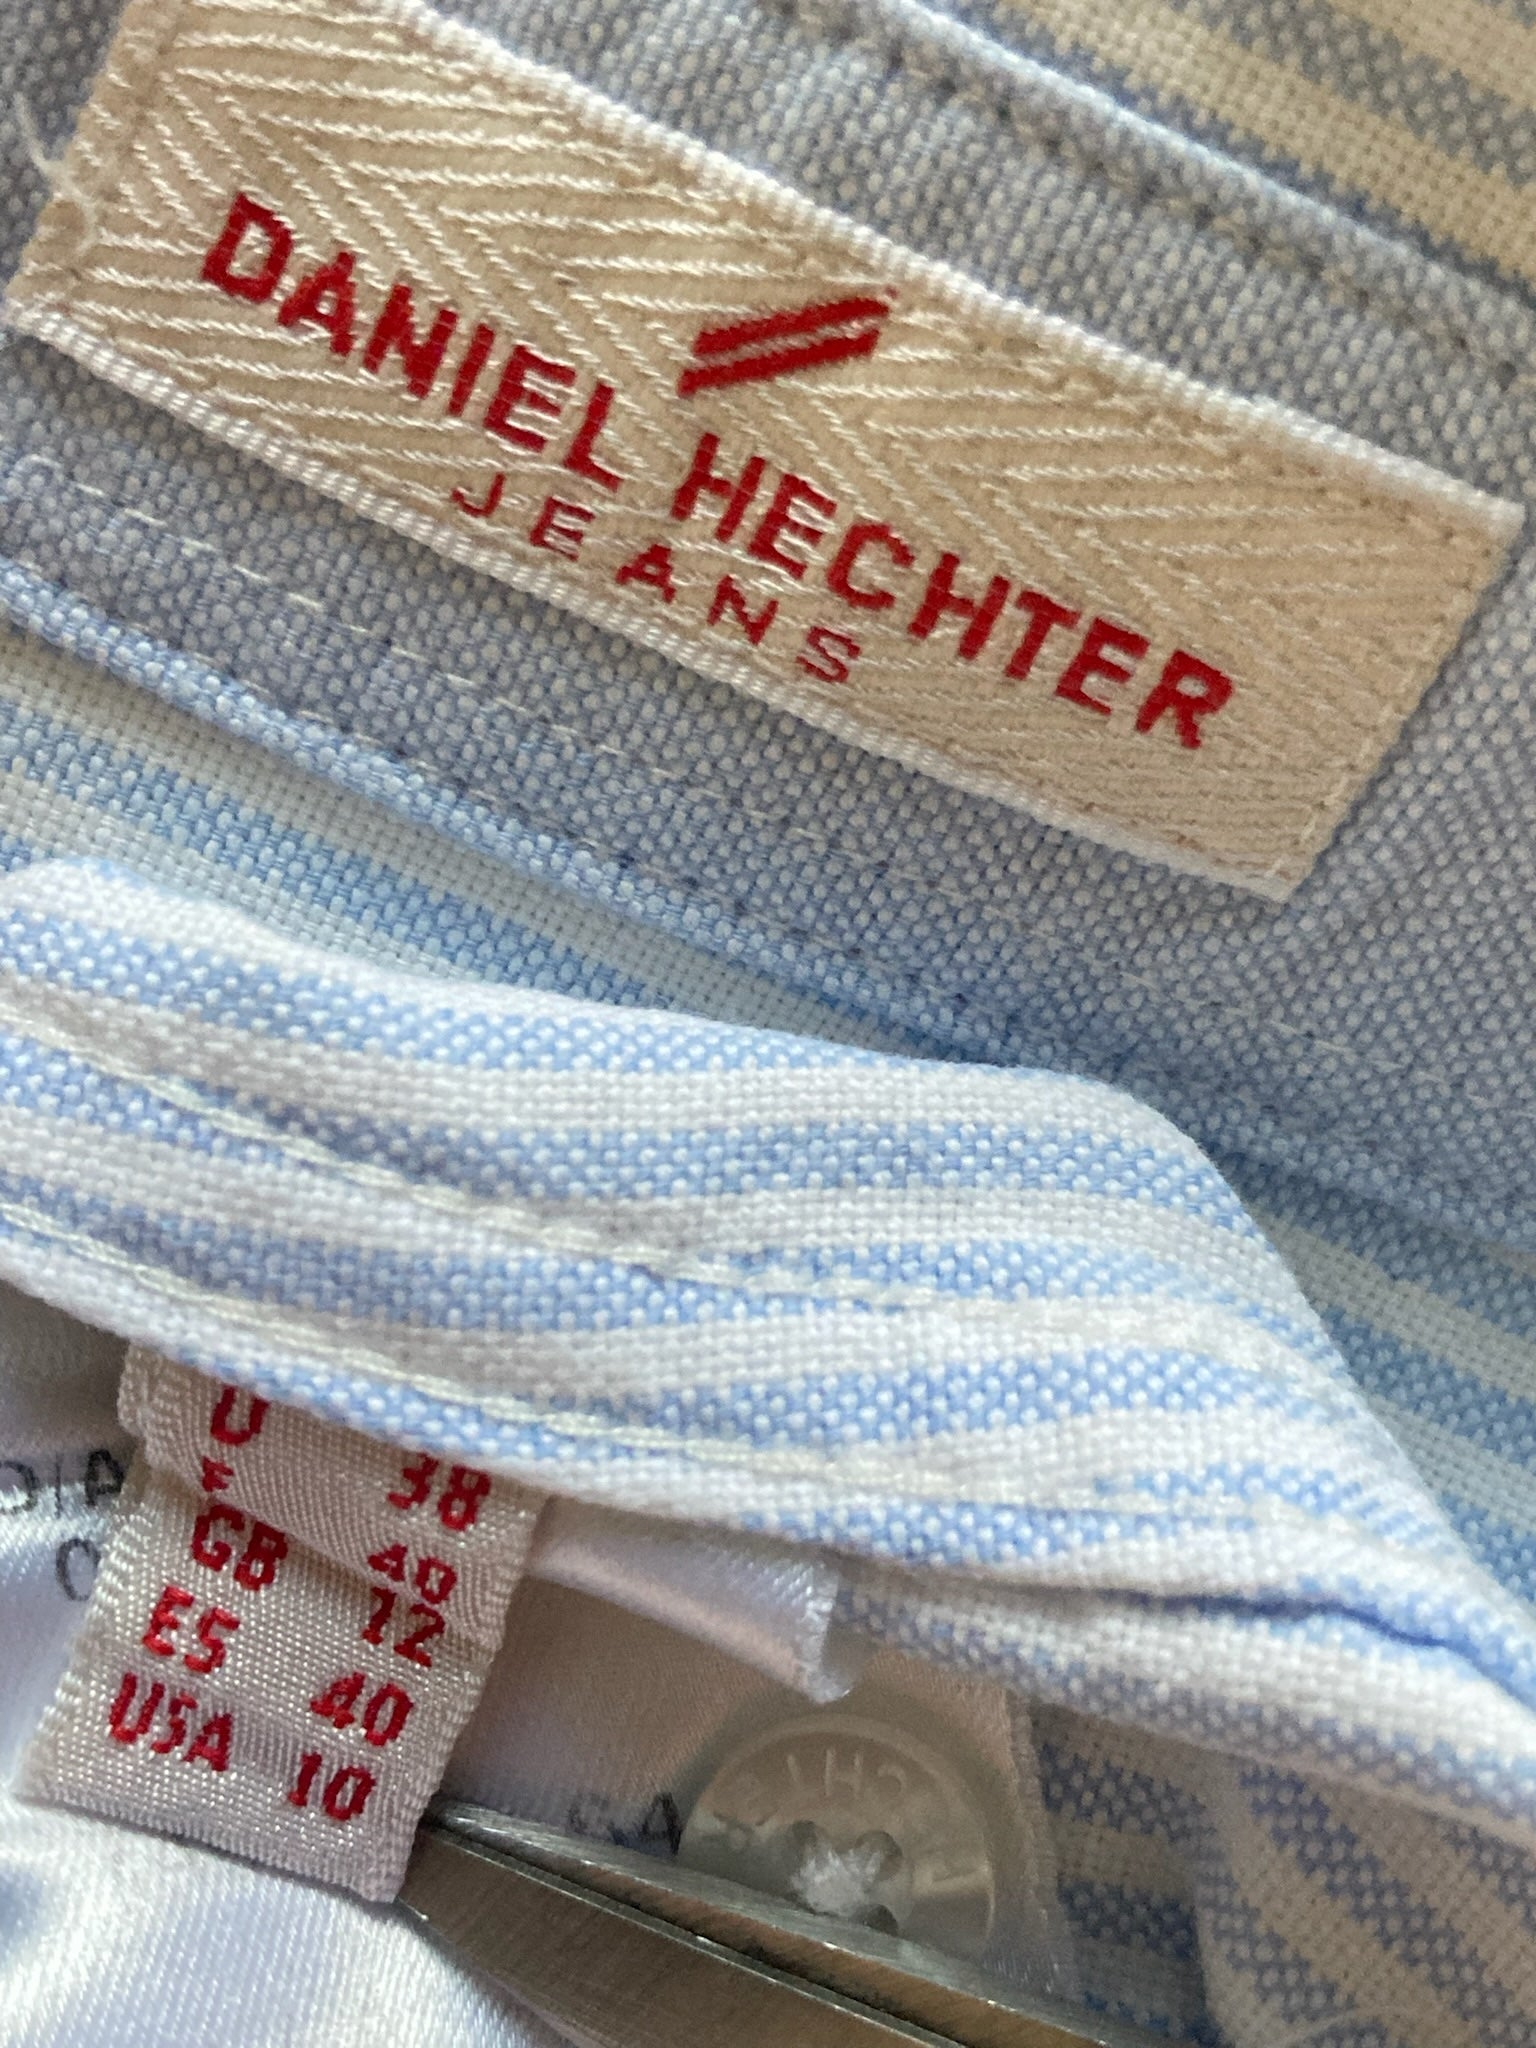 DANIEL HECHTER
JEANS
D 38
F 40
GB 12
ES 40
USA 10